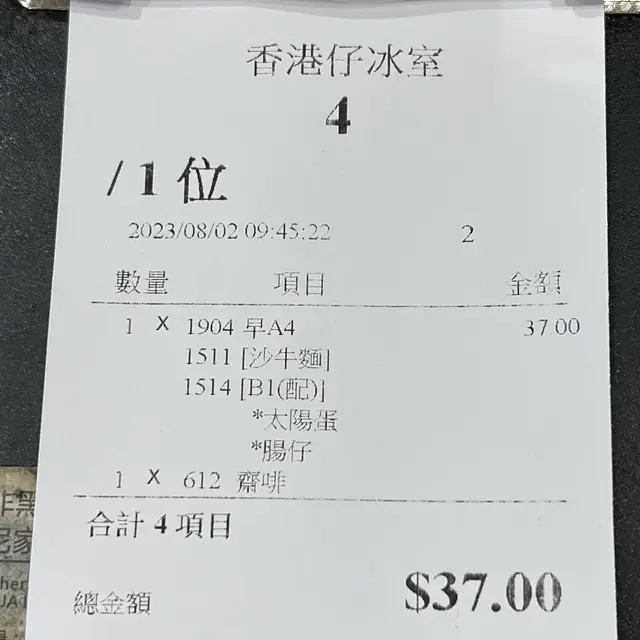 香港仔冰室
4
/1 位
2023/08/02 09:45:22 2
數量 項目 金額
1 X 1904 早A4 37.00
1511 [沙牛麵]
1514 [B1(配)]
*太陽蛋
*腸仔
1 X 612 齋啡
合計 4 項目
總金額 $37.00